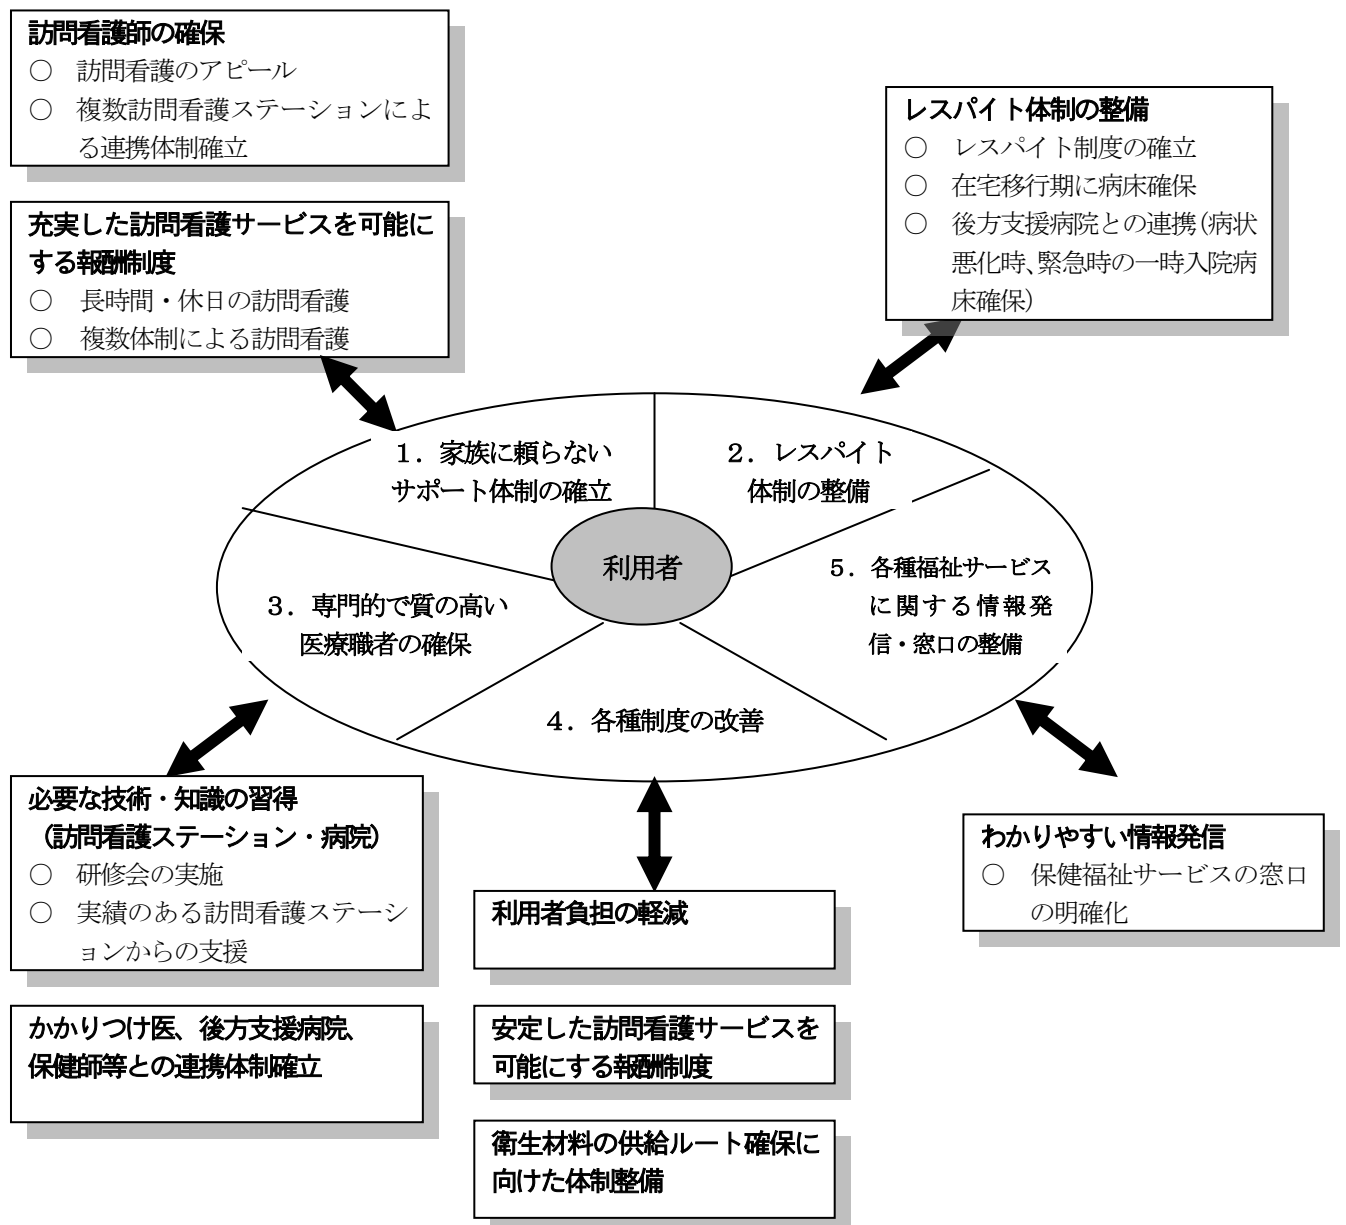 訪問看護師の確保
○ 訪問看護のアピール
○ 複数訪問看護ステーションによ
る連携体制確立
充実した訪問看護サービスを可能に
する報酬制度
○ 長時間・休日の訪問看護
○ 複数体制による訪問看護
レスパイト体制の整備
○ レスパイト制度の確立
○ 在宅移行期に病床確保
○ 後方支援病院との連携(病状
悪化時、緊急時の一時入院病
床確保)
1．家族に頼らない
サポート体制の確立
2．レスパイト
体制の整備
利用者
3．専門的で質の高い
医療職者の確保
5．各種福祉サービス
に関する情報発
信・窓口の整備
4．各種制度の改善
必要な技術・知識の習得
（訪問看護ステーション・病院）
○ 研修会の実施
○ 実績のある訪問看護ステーシ
ョンからの支援
かかりつけ医、後方支援病院、
保健師等との連携体制確立
利用者負担の軽減
安定した訪問看護サービスを
可能にする報酬制度
衛生材料の供給ルート確保に
向けた体制整備
わかりやすい情報発信
○ 保健福祉サービスの窓口
の明確化